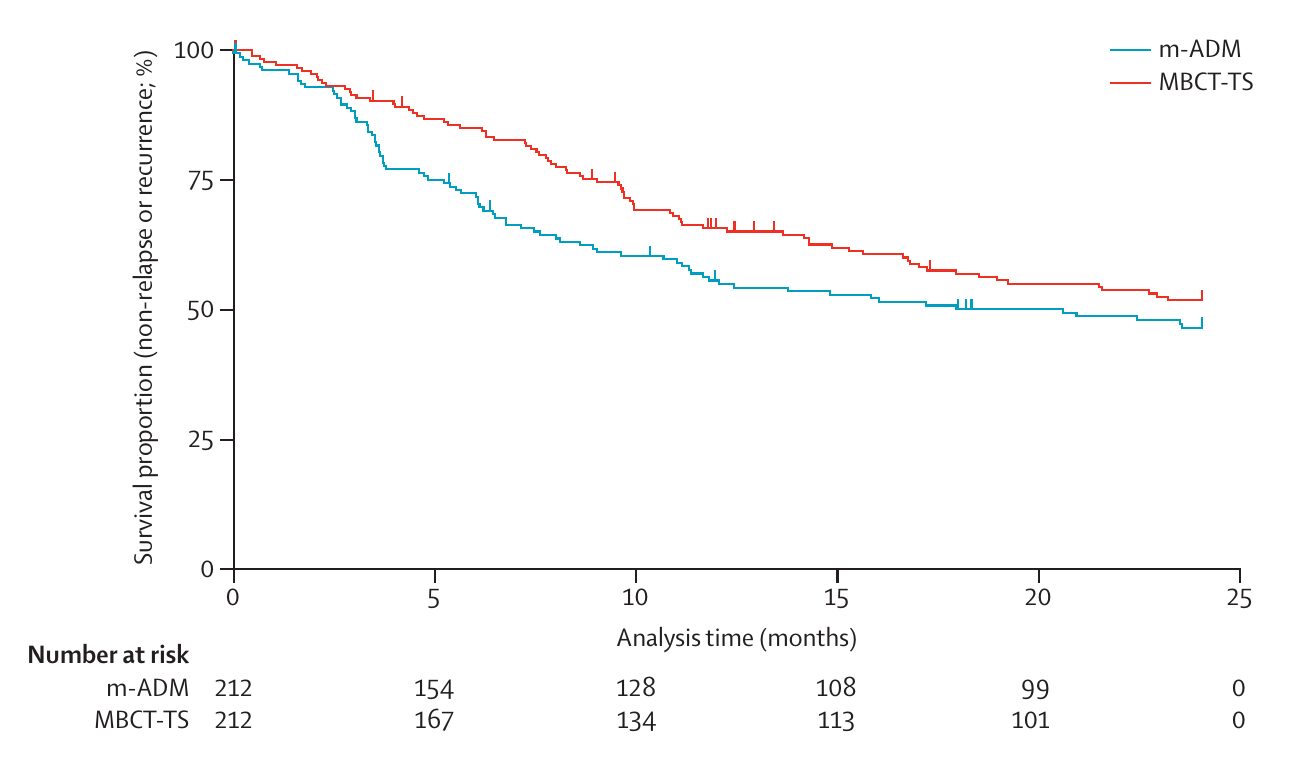 m-ADM
MBCT-TS
Survival proportion (non-relapse or recurrence; %)
100
75
50
25
0
0 5 10 15 20 25
Analysis time (months)
Number at risk
m-ADM 212 154 128 108 99 0
MBCT-TS 212 167 134 113 101 0